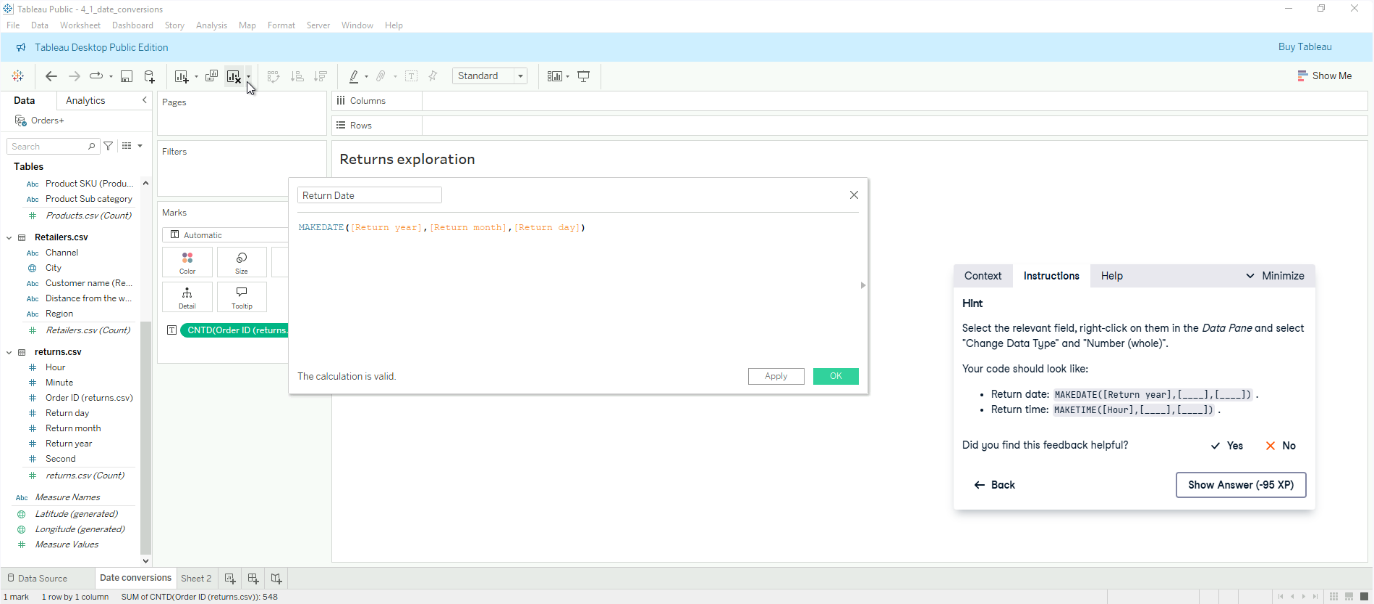 Tableau Public - 4_1_date_conversions
File Data Worksheet Dashboard Story Analysis Map Format Server Window Help
Tableau Desktop Public Edition
Buy Tableau
Standard
Show Me
Data Analytics
Orders+
Search
Tables
Abc Product SKU (Produ...
Abc Product Sub category
Products.csv (Count)
Retailers.csv
Abc Channel
City
Abc Customer name (Re...
Abc Distance from the w...
Abc Region
Retailers.csv (Count)
returns.csv
Hour
Minute
Order ID (returns.csv)
Return day
Return month
Return year
Second
returns.csv (Count)
Abc Measure Names
Latitude (generated)
Longitude (generated)
Measure Values
Pages
Filters
Marks
Automatic
Color Size
Detail Tooltip
CNTD(Order ID (returns.
Columns
Rows
Returns exploration
Return Date
MAKEDATE([Return year],[Return month],[Return day])
The calculation is valid.
Apply
OK
Context Instructions Help Minimize
Hint
Select the relevant field, right-click on them in the Data Pane and select
"Change Data Type" and "Number (whole)".
Your code should look like:
• Return date: MAKEDATE([Return year],[____],[____]) .
• Return time: MAKETIME([Hour],[____],[____]) .
Did you find this feedback helpful? Yes No
Back
Show Answer (-95 XP)
Data Source Date conversions Sheet 2
1 mark 1 row by 1 column SUM of CNTD(Order ID (returns.csv)): 548